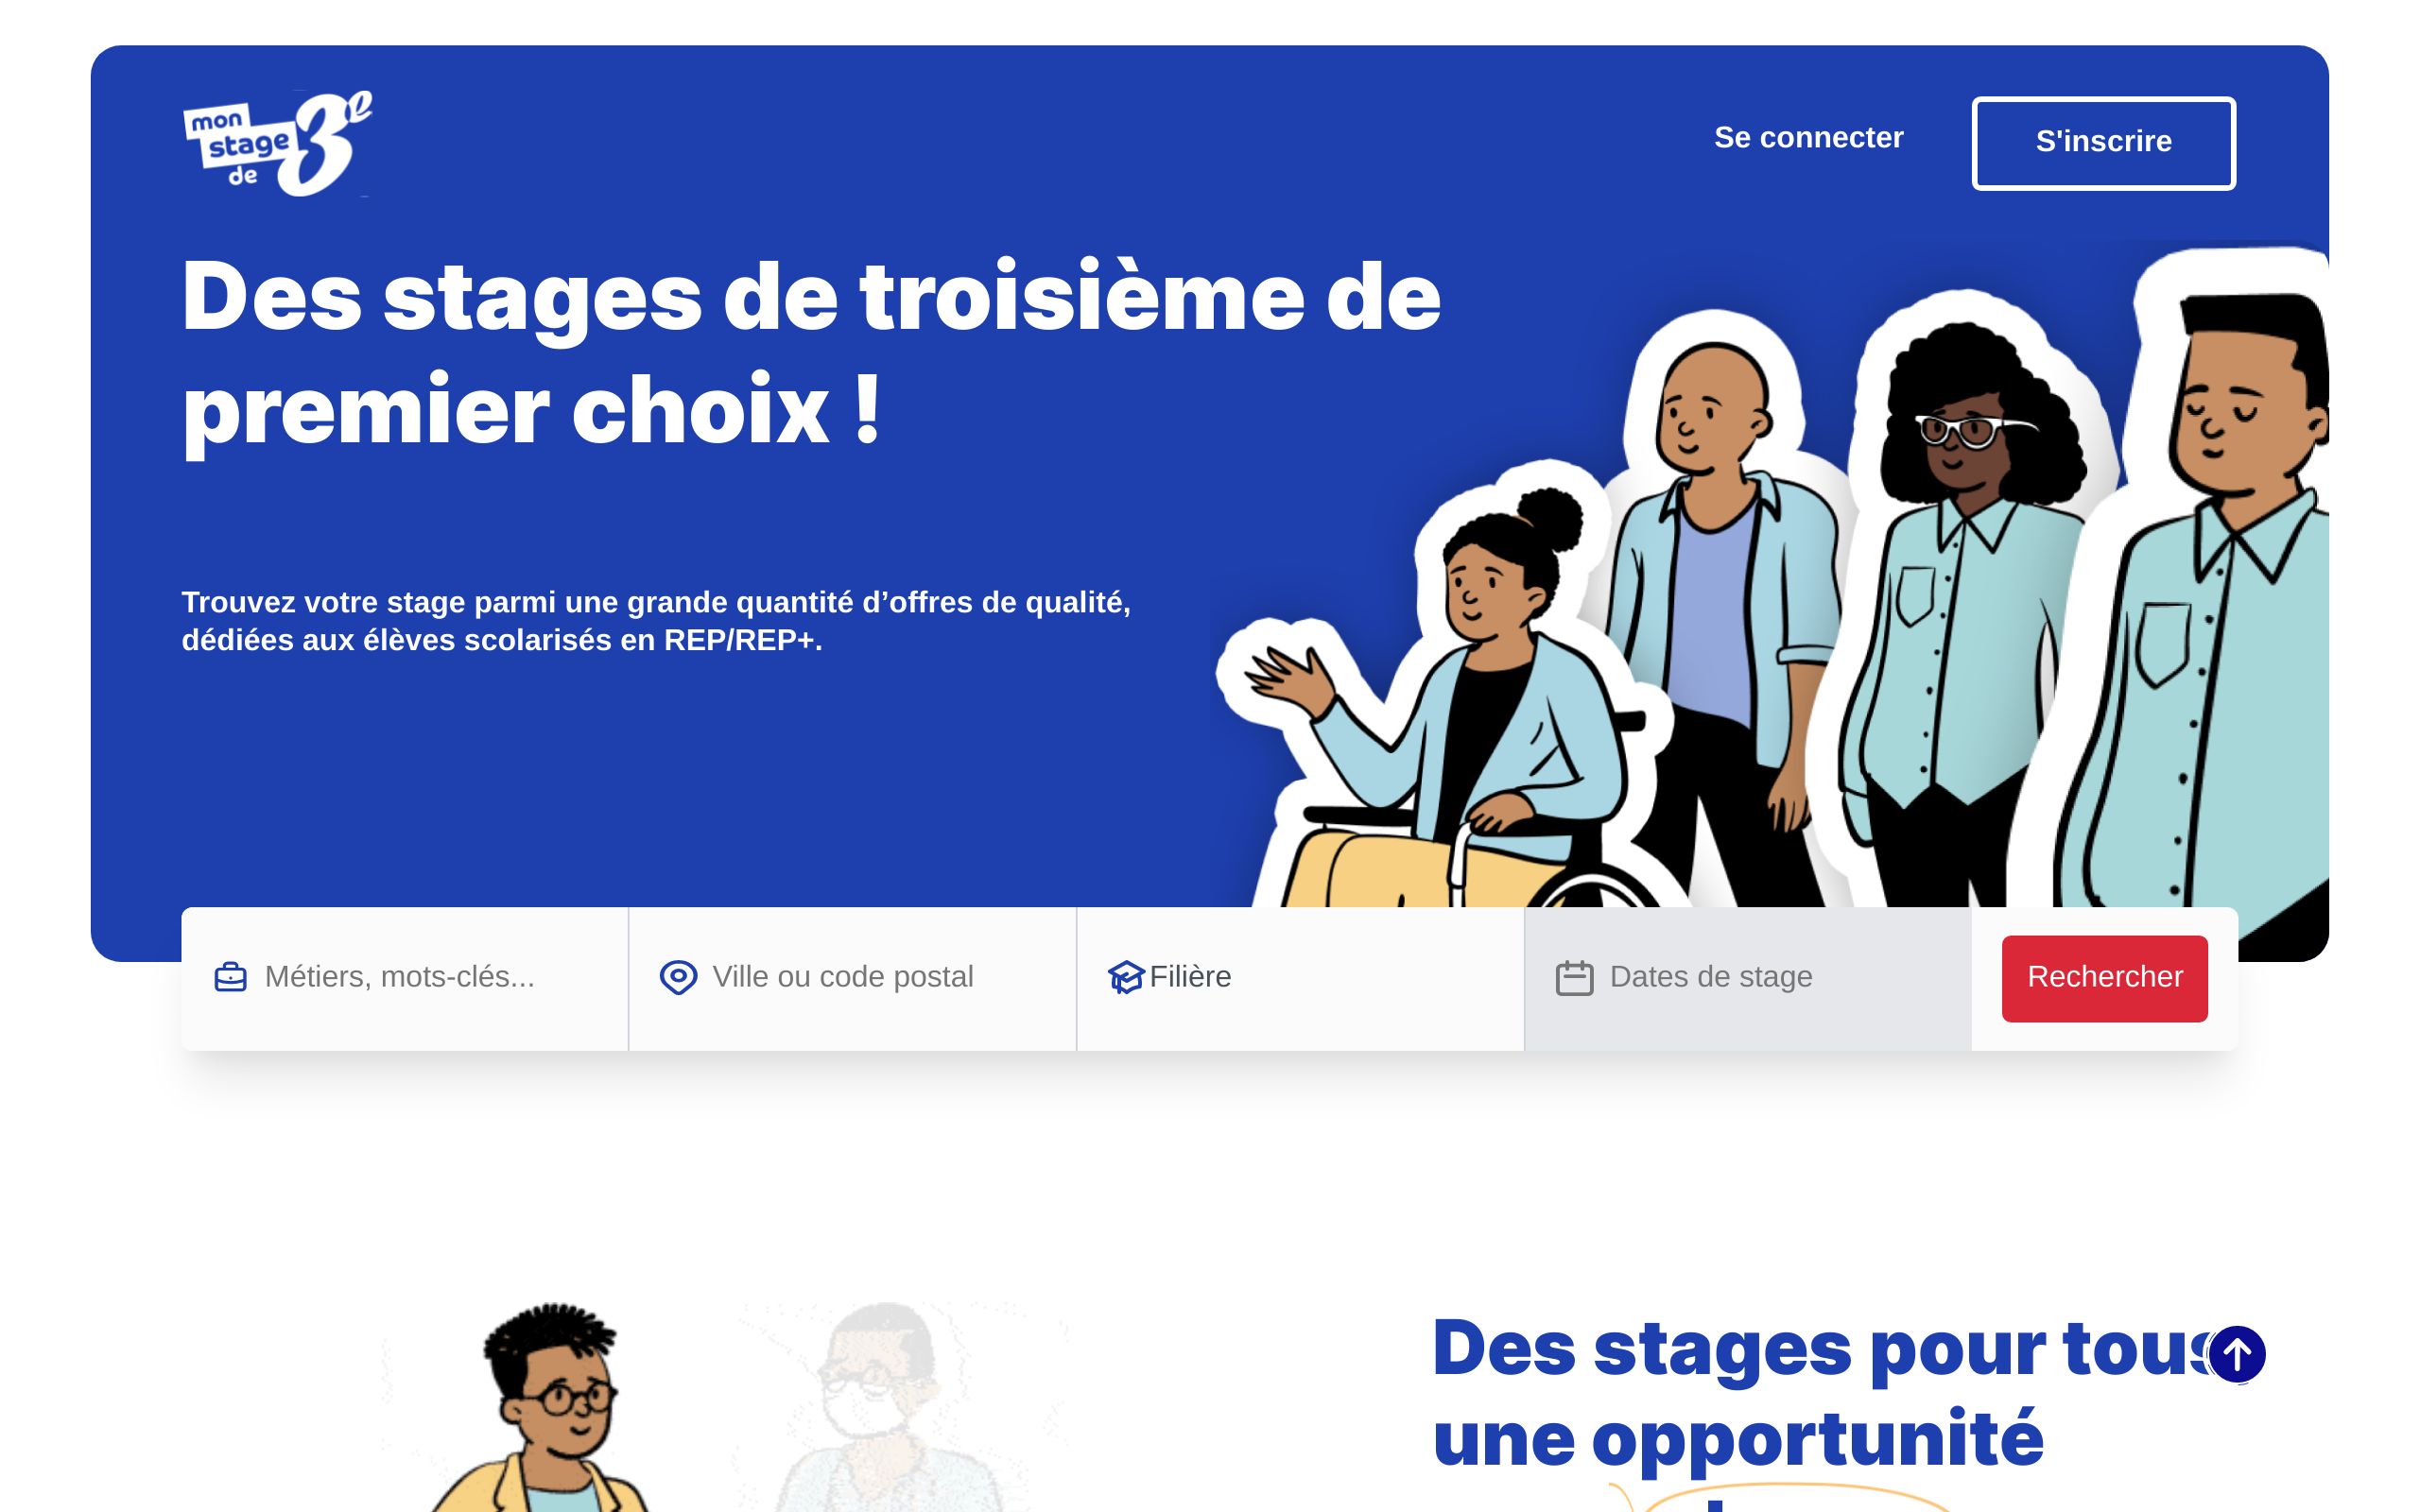 mon
stage
de 3e
Se connecter
S'inscrire
Des stages de troisième de
premier choix !
Trouvez votre stage parmi une grande quantité d’offres de qualité,
dédiées aux élèves scolarisés en REP/REP+.
Métiers, mots-clés...
Ville ou code postal
Filière
Dates de stage
Rechercher
Des stages pour tous
une opportunité